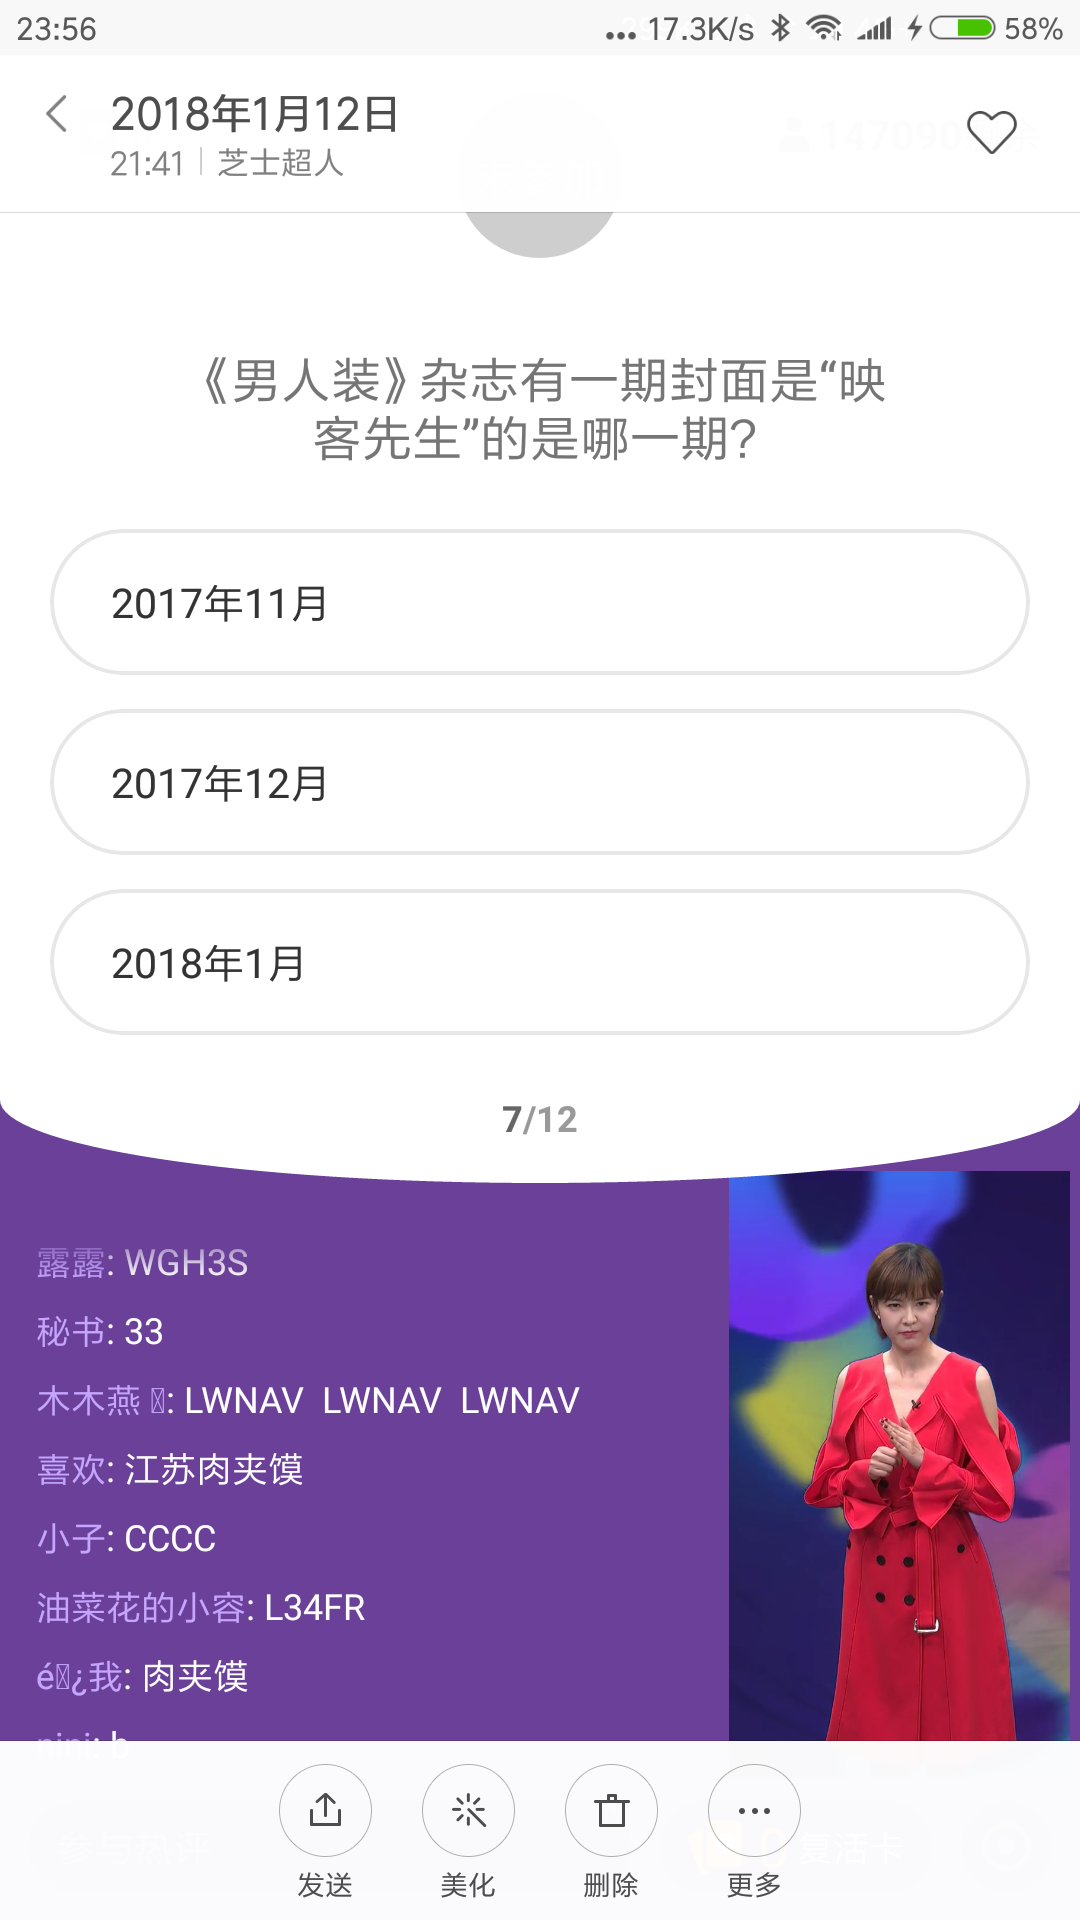 23:56
... 17.3K/s 58%
2018年1月12日
21:41 | 芝士超人
147090
《男人装》杂志有一期封面是“映
客先生”的是哪一期?
2017年11月
2017年12月
2018年1月
7/12
露露: WGH3S
秘书: 33
木木燕 : LWNAV LWNAV LWNAV
喜欢: 江苏肉夹馍
小子: CCCC
油菜花的小容: L34FR
é¿我: 肉夹馍
nini: b
复活卡
发送 美化 删除 更多